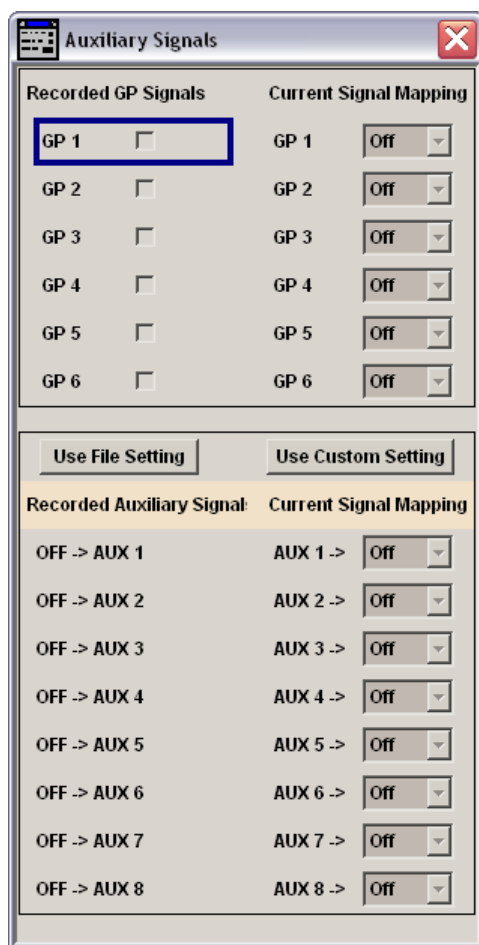 Auxiliary Signals
Recorded GP Signals Current Signal Mapping
GP 1 GP 1 Off
GP 2 GP 2 Off
GP 3 GP 3 Off
GP 4 GP 4 Off
GP 5 GP 5 Off
GP 6 GP 6 Off
Use File Setting Use Custom Setting
Recorded Auxiliary Signal Current Signal Mapping
OFF -> AUX 1 AUX 1 -> Off
OFF -> AUX 2 AUX 2 -> Off
OFF -> AUX 3 AUX 3 -> Off
OFF -> AUX 4 AUX 4 -> Off
OFF -> AUX 5 AUX 5 -> Off
OFF -> AUX 6 AUX 6 -> Off
OFF -> AUX 7 AUX 7 -> Off
OFF -> AUX 8 AUX 8 -> Off